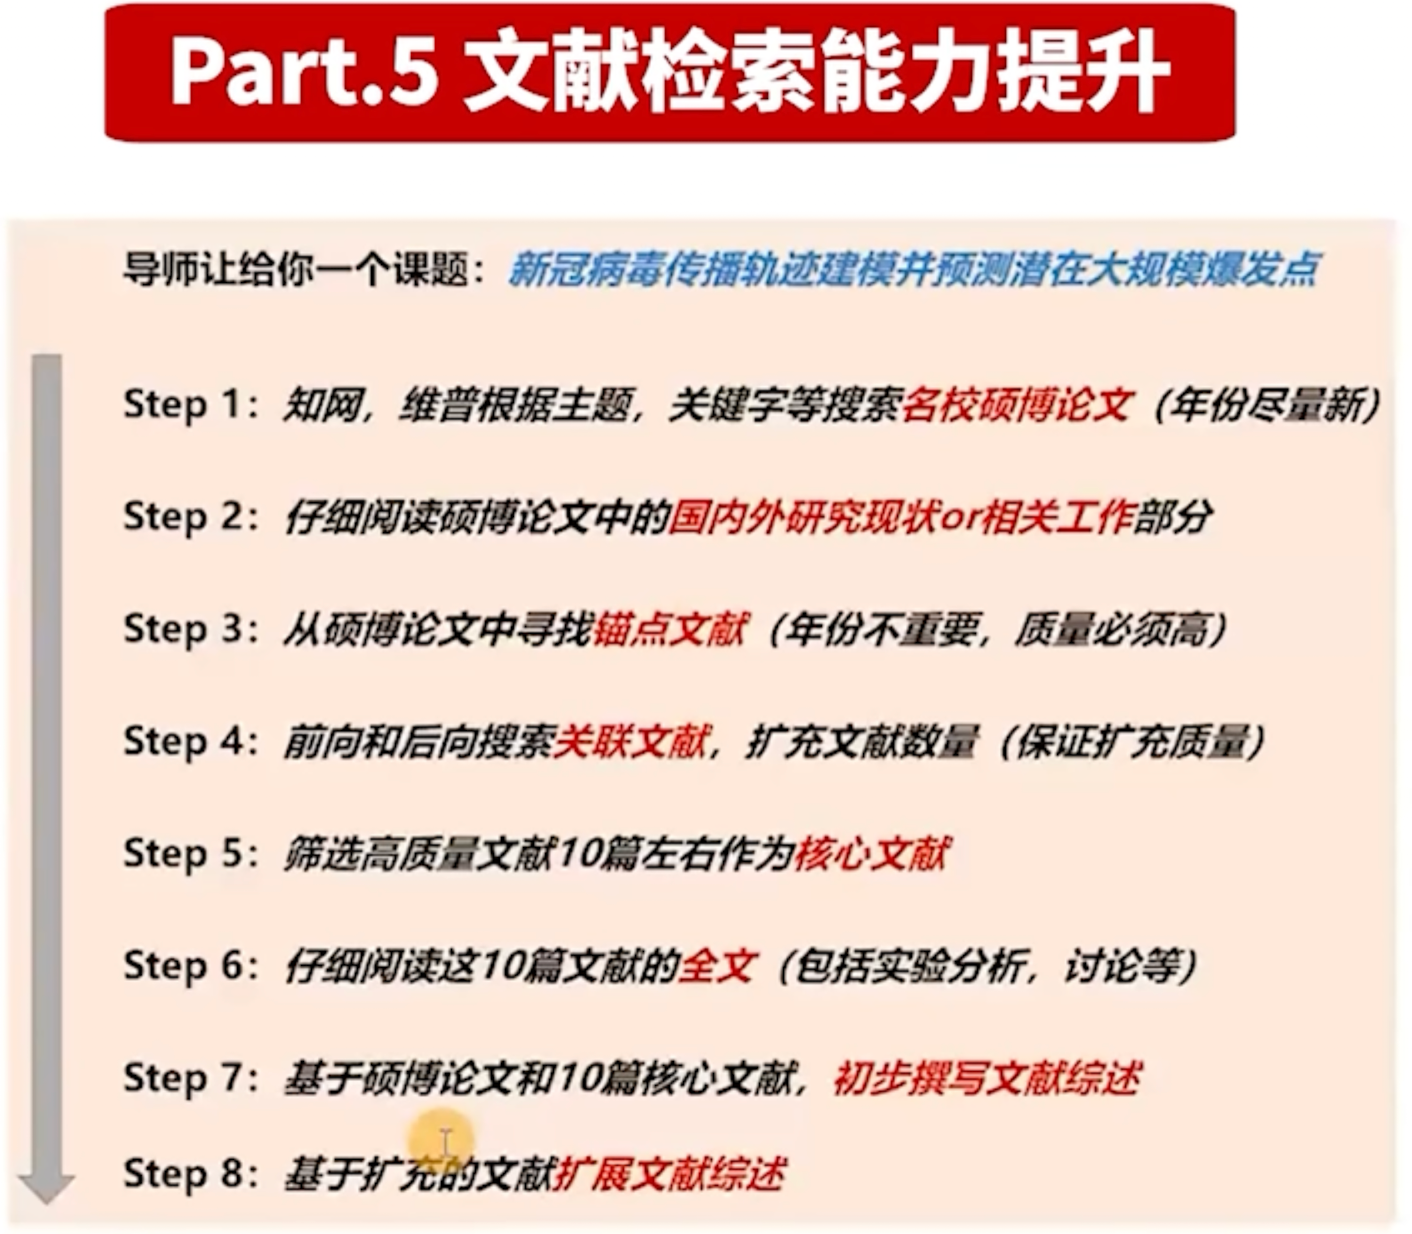 Part.5 文献检索能力提升
导师让给你一个课题：新冠病毒传播轨迹建模并预测潜在大规模爆发点
Step 1：知网，维普根据主题，关键字等搜索名校硕博论文（年份尽量新）
Step 2：仔细阅读硕博论文中的国内外研究现状or相关工作部分
Step 3：从硕博论文中寻找锚点文献（年份不重要，质量必须高）
Step 4：前向和后向搜索关联文献，扩充文献数量（保证扩充质量）
Step 5：筛选高质量文献10篇左右作为核心文献
Step 6：仔细阅读这10篇文献的全文（包括实验分析，讨论等）
Step 7：基于硕博论文和10篇核心文献，初步撰写文献综述
Step 8：基于扩充的文献扩展文献综述